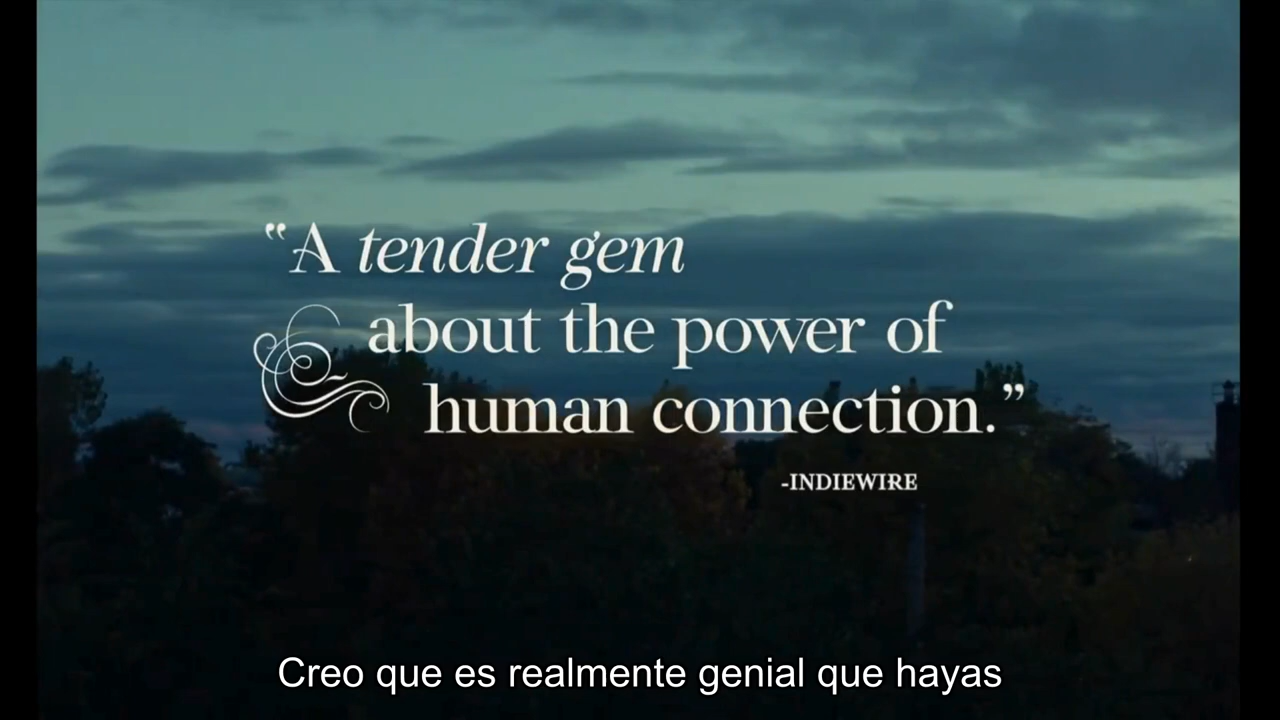 “A tender gem
about the power of
human connection.”
-INDIEWIRE
Creo que es realmente genial que hayas